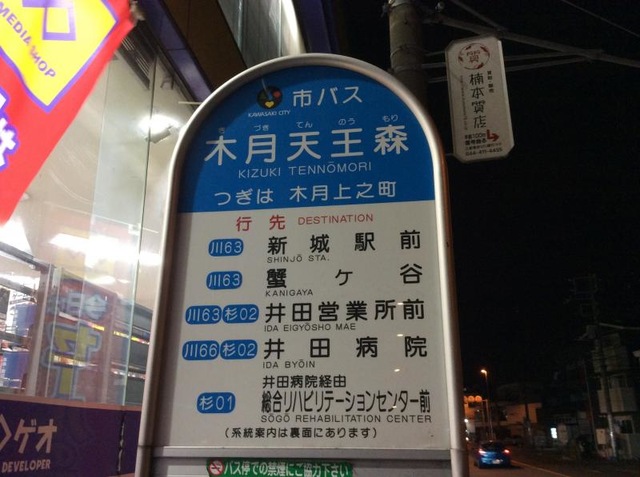 MEDIA SHOP
市バス
KAWASAKI CITY
きづきてんのうもり
木月天王森
KIZUKI TENNŌMORI
つぎは 木月上之町
行先 DESTINATION
川63 新城駅前
SHINJŌ STA.
川63 蟹ヶ谷
KANIGAYA
川63 杉02 井田営業所前
IDA EIGYŌSHO MAE
川66 杉02 井田病院
IDA BYŌIN
井田病院経由
杉01 総合リハビリテーションセンター前
SŌGŌ REHABILITATION CENTER
(系統案内は裏面にあります)
バス停での禁煙にご協力下さい
質
楠本質店
ゲオ
DEVELOPER